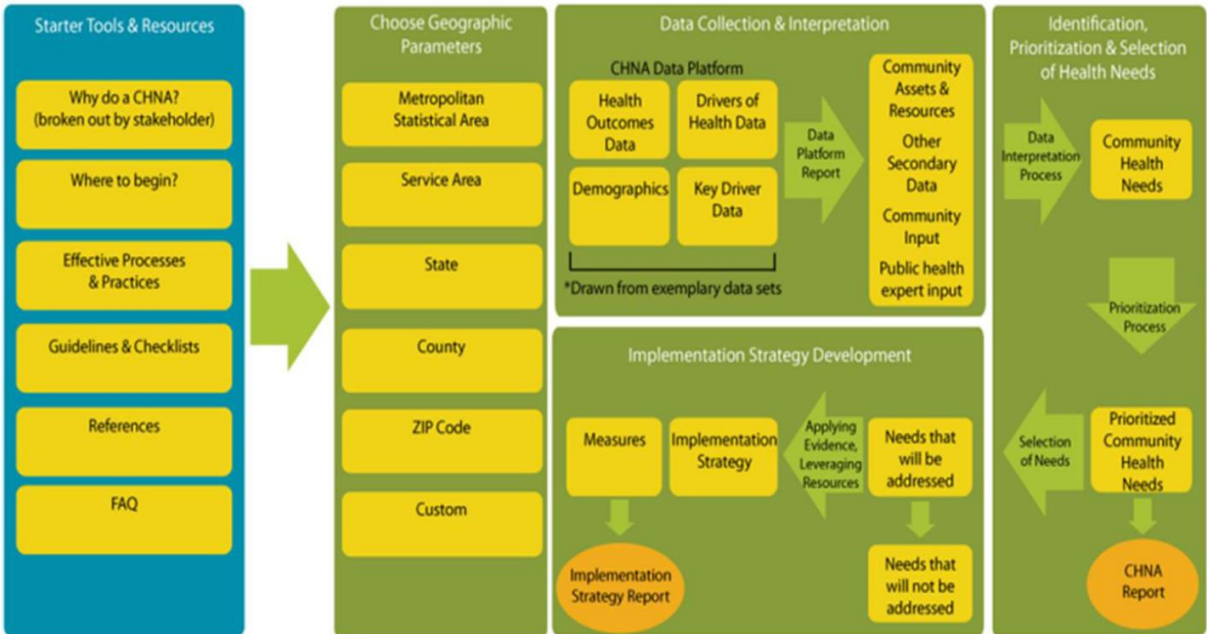 Starter Tools & Resources
Why do a CHNA?
(broken out by stakeholder)
Where to begin?
Effective Processes
& Practices
Guidelines & Checklists
References
FAQ
Choose Geographic
Parameters
Metropolitan
Statistical Area
Service Area
State
County
ZIP Code
Custom
Data Collection & Interpretation
CHNA Data Platform
Health
Outcomes
Data
Drivers of
Health Data
Demographics
Key Driver
Data
*Drawn from exemplary data sets
Data
Platform
Report
Community
Assets &
Resources
Other
Secondary
Data
Community
Input
Public health
expert input
Data
Interpretation
Process
Identification,
Prioritization & Selection
of Health Needs
Community
Health
Needs
Prioritization
Process
Prioritized
Community
Health
Needs
CHNA
Report
Selection
of Needs
Implementation Strategy Development
Needs that
will be
addressed
Needs that
will not be
addressed
Applying
Evidence,
Leveraging
Resources
Implementation
Strategy
Measures
Implementation
Strategy Report